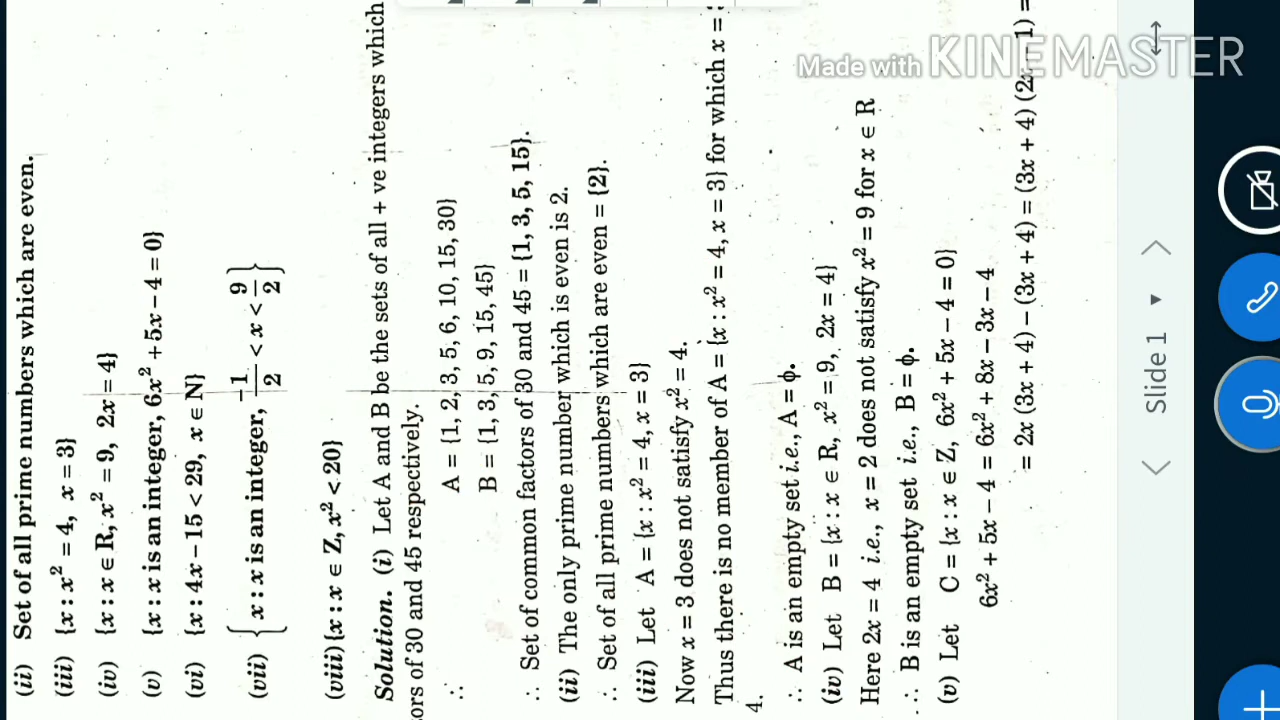 (ii) Set of all prime numbers which are even.
(iii) {x : x² = 4, x = 3}
(iv) {x : x ∈ R, x² = 9, 2x = 4}
(v) {x : x is an integer, 6x² + 5x – 4 = 0}
(vi) {x : 4x – 15 < 29, x ∈ N}
(vii) {x : x is an integer, –1/2 < x < 9/2}
(viii) {x : x ∈ Z, x² < 20}
Solution. (i) Let A and B be the sets of all + ve integers which
sors of 30 and 45 respectively.
∴ A = {1, 2, 3, 5, 6, 10, 15, 30}
B = {1, 3, 5, 9, 15, 45}
∴ Set of common factors of 30 and 45 = {1, 3, 5, 15}.
(ii) The only prime number which is even is 2.
∴ Set of all prime numbers which are even = {2}.
(iii) Let A = {x : x² = 4, x = 3}
Now x = 3 does not satisfy x² = 4.
Thus there is no member of A = {x : x² = 4, x = 3} for which x =
4.
∴ A is an empty set i.e., A = ϕ.
(iv) Let B = {x : x ∈ R, x² = 9, 2x = 4}
Here 2x = 4 i.e., x = 2 does not satisfy x² = 9 for x ∈ R
∴ B is an empty set i.e., B = ϕ.
(v) Let C = {x : x ∈ Z, 6x² + 5x – 4 = 0}
6x² + 5x – 4 = 6x² + 8x – 3x – 4
= 2x (3x + 4) – (3x + 4) = (3x + 4) (2x – 1) =
Slide 1
Made with KINEMASTER